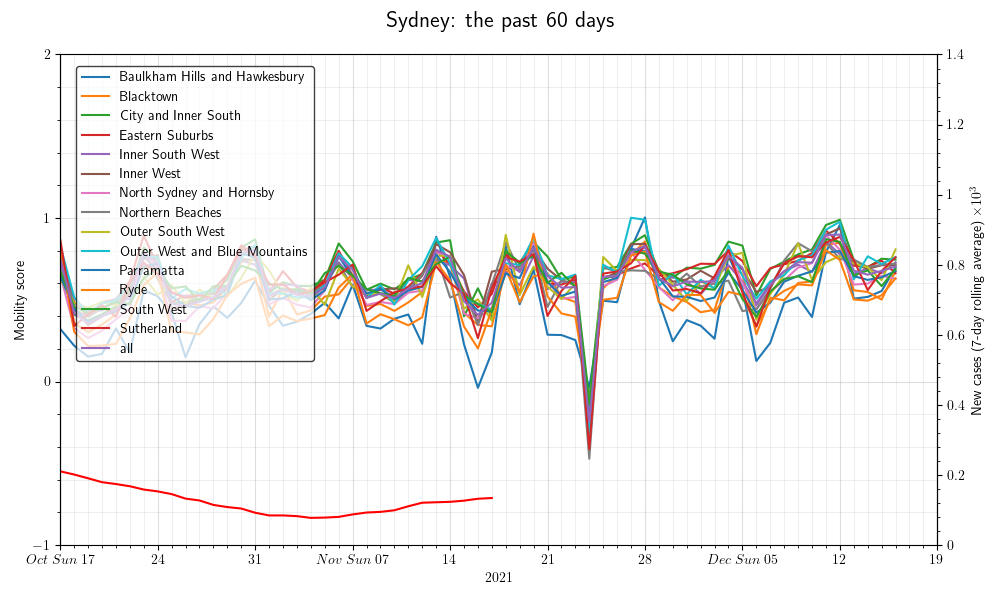 Sydney: the past 60 days
Mobility score
2
1
0
−1
Baulkham Hills and Hawkesbury
Blacktown
City and Inner South
Eastern Suburbs
Inner South West
Inner West
North Sydney and Hornsby
Northern Beaches
Outer South West
Outer West and Blue Mountains
Parramatta
Ryde
South West
Sutherland
all
1.4
1.2
1
0.8
0.6
0.4
0.2
0
New cases (7-day rolling average) ×10³
Oct Sun 17 24 31 Nov Sun 07 14 21 28 Dec Sun 05 12 19
2021